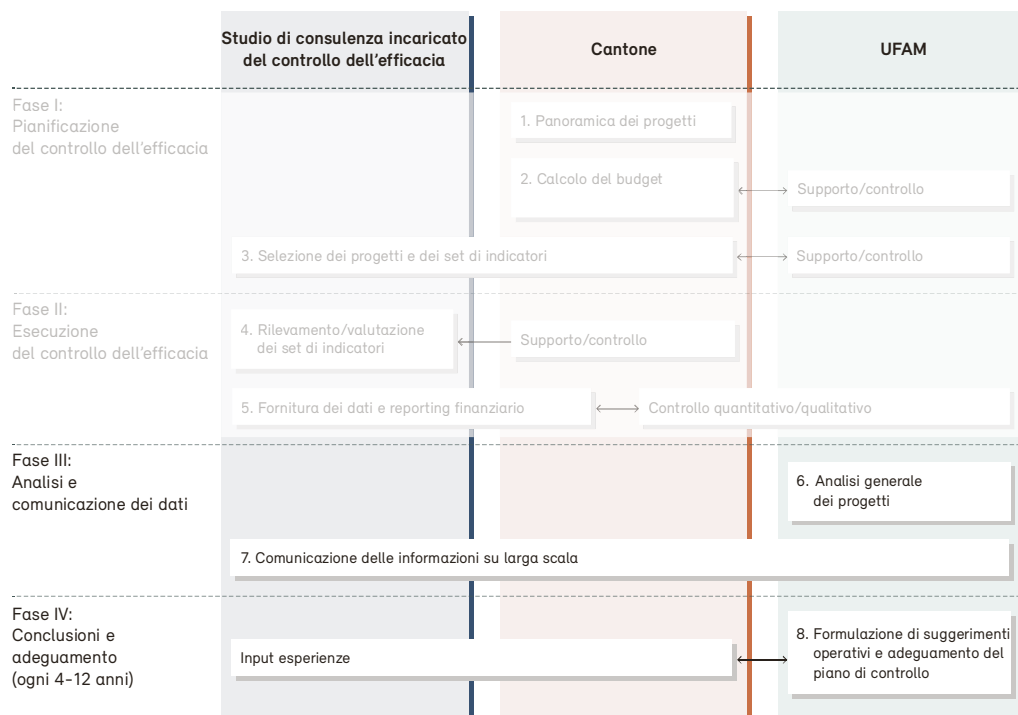 Studio di consulenza incaricato
del controllo dell'efficacia
Cantone
UFAM
Fase I:
Pianificazione
del controllo dell'efficacia
1. Panoramica dei progetti
2. Calcolo del budget
Supporto/controllo
3. Selezione dei progetti e dei set di indicatori
Supporto/controllo
Fase II:
Esecuzione
del controllo dell'efficacia
4. Rilevamento/valutazione
dei set di indicatori
Supporto/controllo
5. Fornitura dei dati e reporting finanziario
Controllo quantitativo/qualitativo
Fase III:
Analisi e
comunicazione dei dati
6. Analisi generale
dei progetti
7. Comunicazione delle informazioni su larga scala
Fase IV:
Conclusioni e
adeguamento
(ogni 4-12 anni)
Input esperienze
8. Formulazione di suggerimenti
operativi e adeguamento del
piano di controllo